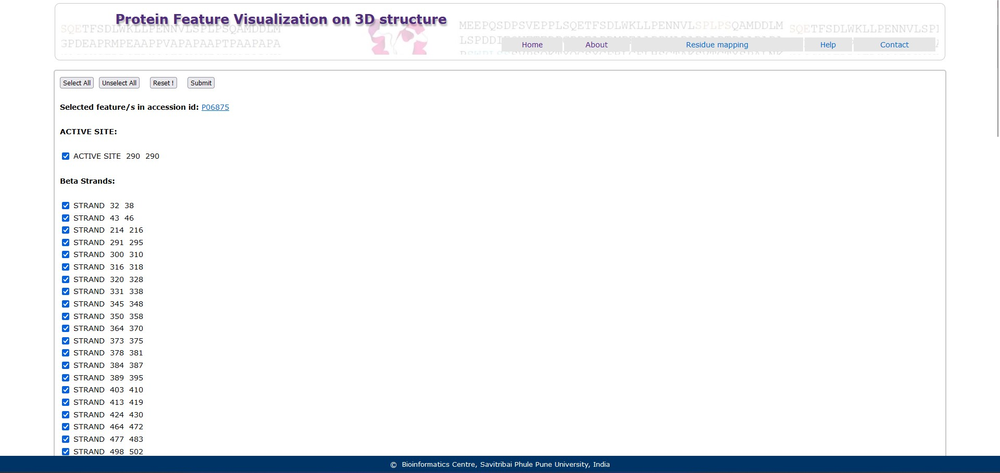 Protein Feature Visualization on 3D structure
SQETFSDLWKLLPENNVLSPLPSQAMDDLM
GPDEAPRMPEAAPPVAPAPAAPTPAAPAPA
MEEPQSDPSVEPPLSQETFSDLWKLLPENNVLSPLPSQAMDDLM
SQETFSDLWKLLPENNVLSPI
LSPDDI
Home About Residue mapping Help Contact
Select All Unselect All Reset ! Submit
Selected feature/s in accession id: P06875
ACTIVE SITE:
ACTIVE SITE 290 290
Beta Strands:
STRAND 32 38
STRAND 43 46
STRAND 214 216
STRAND 291 295
STRAND 300 310
STRAND 316 318
STRAND 320 328
STRAND 331 338
STRAND 345 348
STRAND 350 358
STRAND 364 370
STRAND 373 375
STRAND 378 381
STRAND 384 387
STRAND 389 395
STRAND 403 410
STRAND 413 419
STRAND 424 430
STRAND 464 472
STRAND 477 483
STRAND 498 502
© Bioinformatics Centre, Savitribai Phule Pune University, India